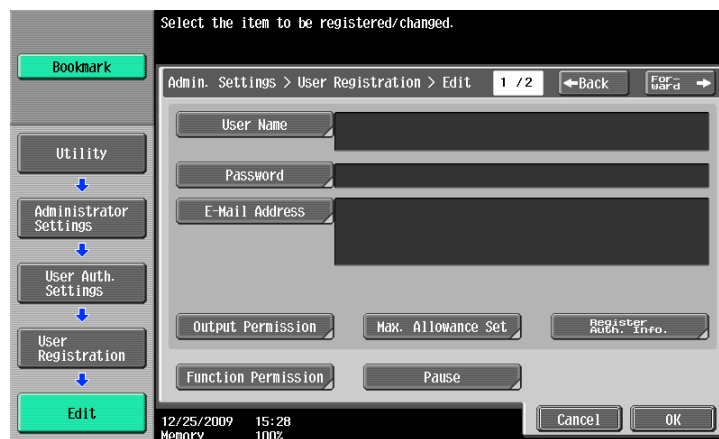 Select the item to be registered/changed.
Bookmark
Admin. Settings > User Registration > Edit 1 /2 ←Back For- ward →
User Name
Utility
Password
Administrator
Settings
E-Mail Address
User Auth.
Settings
Output Permission Max. Allowance Set Register Auth. Info.
User
Registration
Function Permission Pause
Edit
Cancel OK
12/25/2009 15:28
Memory 100%